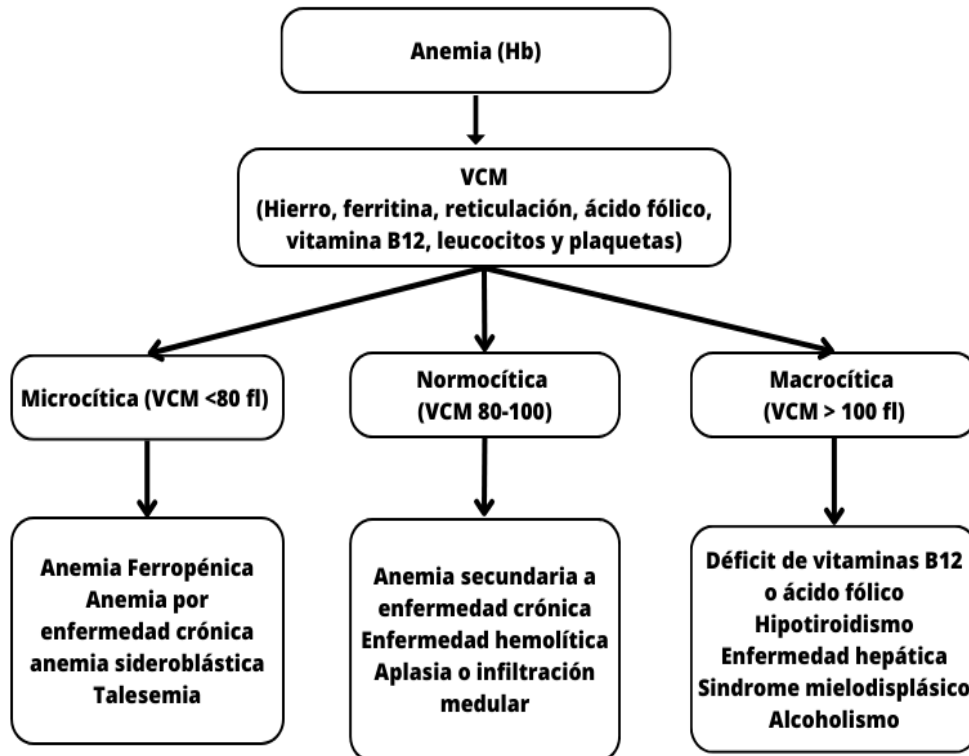 Anemia (Hb)
VCM
(Hierro, ferritina, reticulación, ácido fólico,
vitamina B12, leucocitos y plaquetas)
Microcítica (VCM <80 fl)
Normocítica
(VCM 80-100)
Macrocítica
(VCM > 100 fl)
Anemia Ferropénica
Anemia por
enfermedad crónica
anemia sideroblástica
Talesemia
Anemia secundaria a
enfermedad crónica
Enfermedad hemolítica
Aplasia o infiltración
medular
Déficit de vitaminas B12
o ácido fólico
Hipotiroidismo
Enfermedad hepática
Sindrome mielodisplásico
Alcoholismo